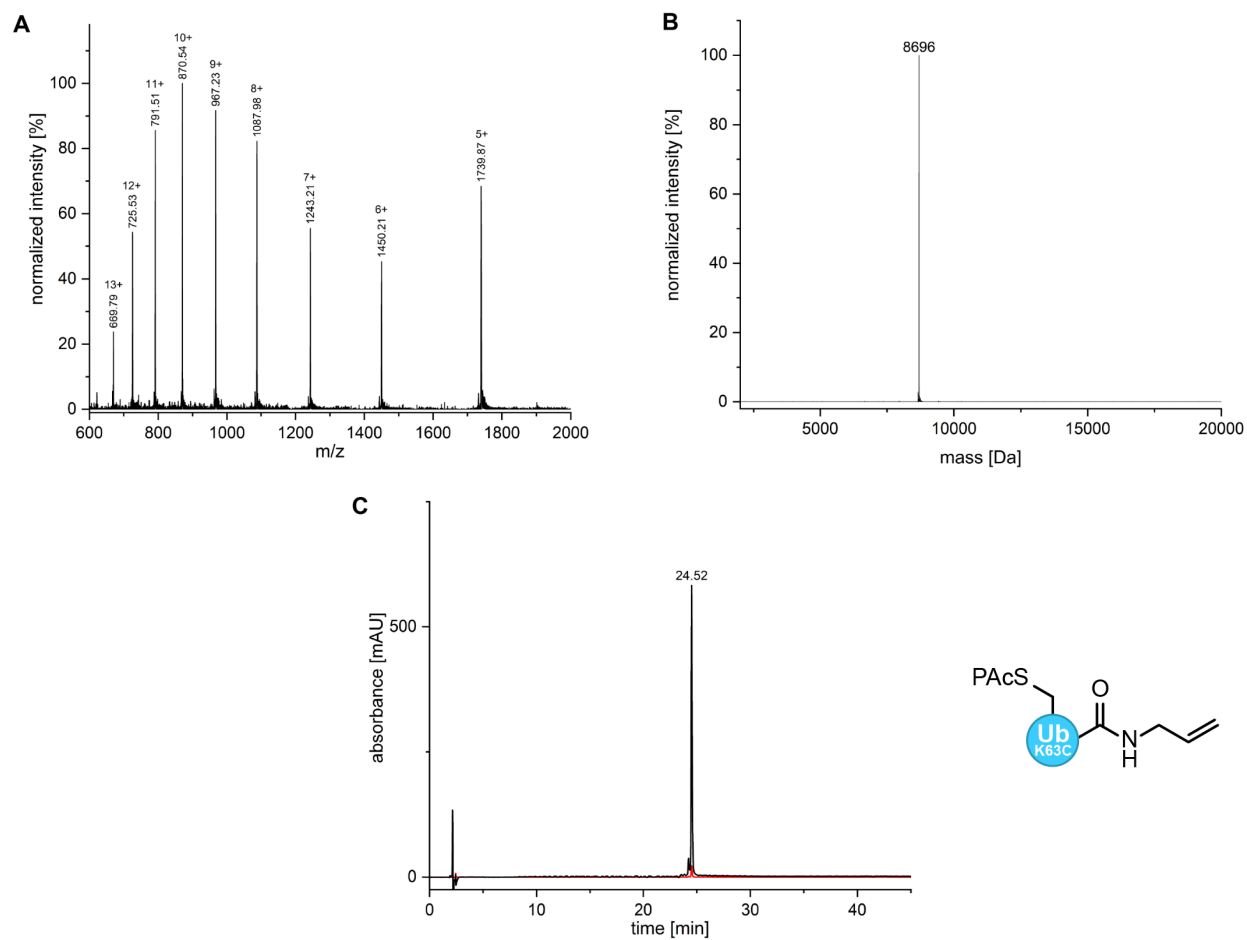 A
normalized intensity [%]
100
80
60
40
20
0
13+
669.79
12+
725.53
11+
791.51
10+
870.54
9+
967.23
8+
1087.98
7+
1243.21
6+
1450.21
5+
1739.87
600 800 1000 1200 1400 1600 1800 2000
m/z
B
normalized intensity [%]
100
80
60
40
20
0
8696
5000 10000 15000 20000
mass [Da]
C
absorbance [mAU]
500
0
24.52
0 10 20 30 40
time [min]
PAcS
O
Ub
K63C
N
H